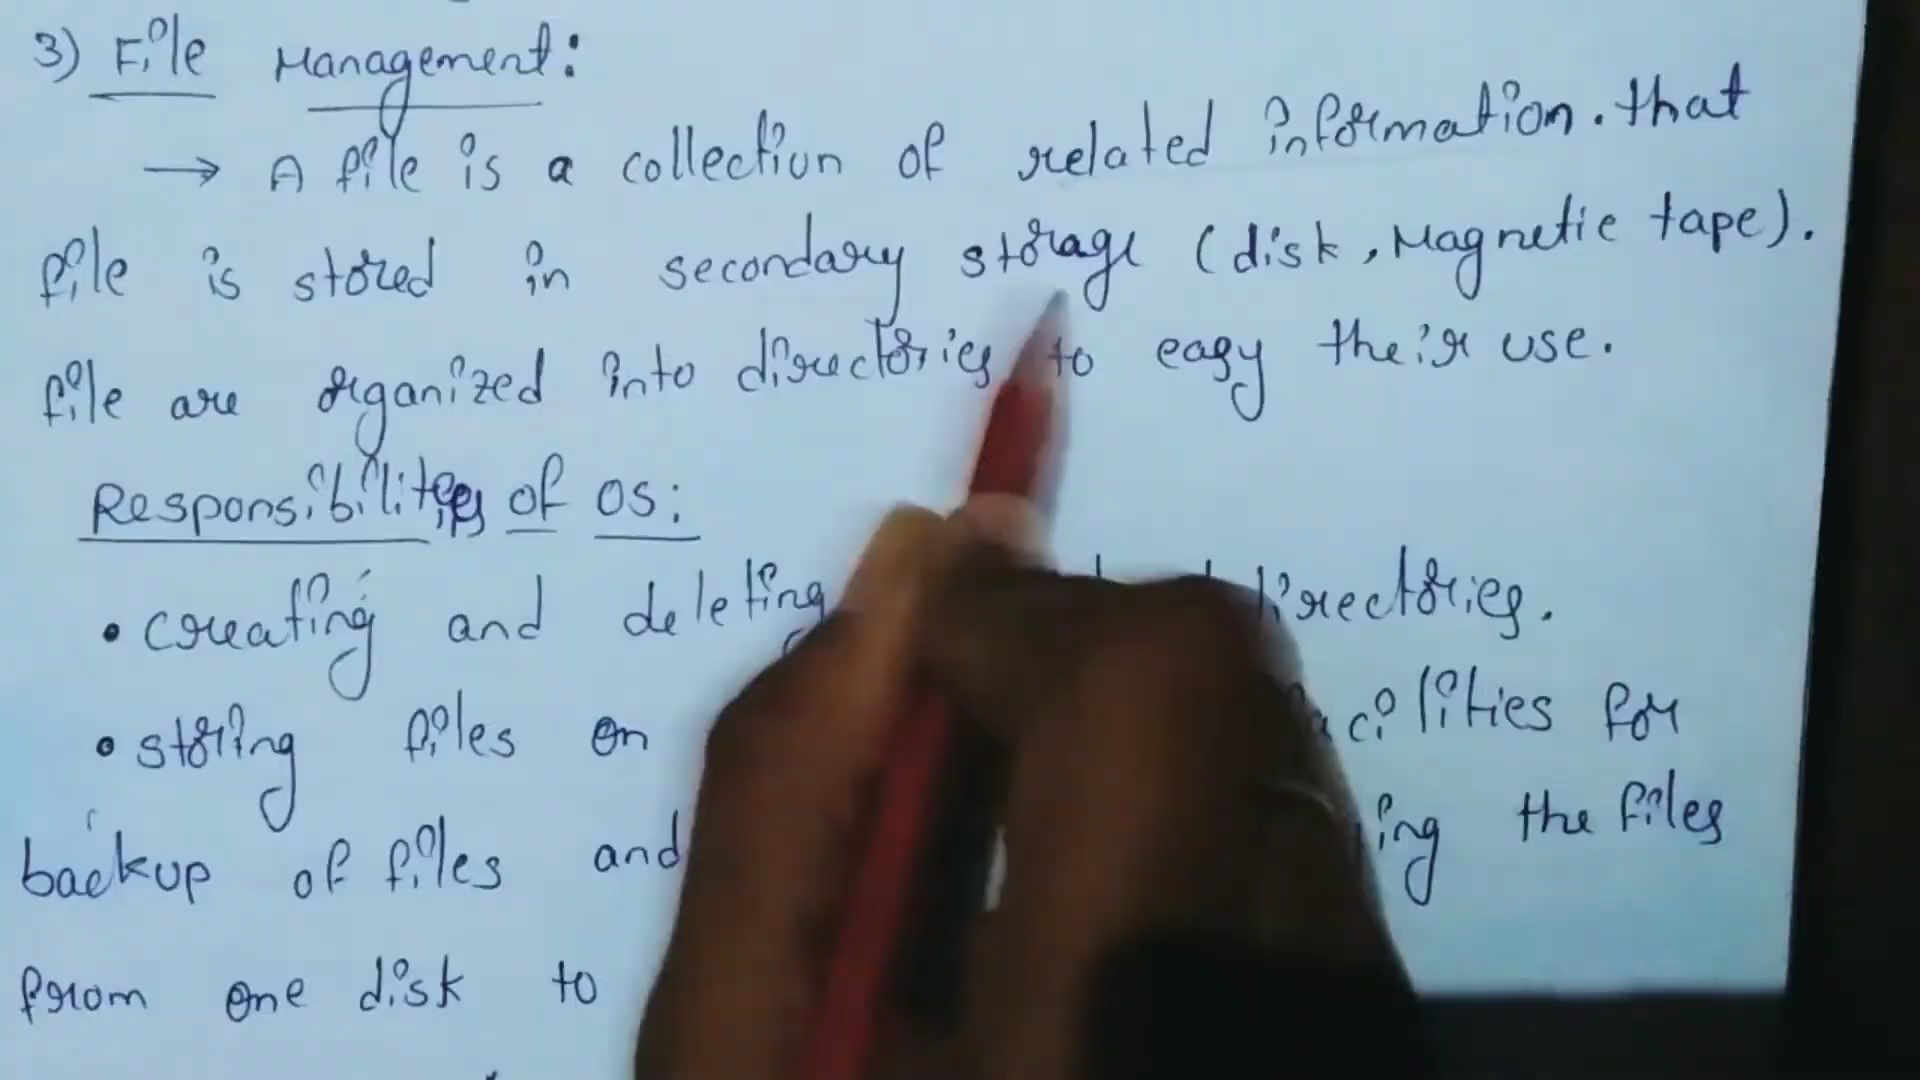 3) File Management:
→ A file is a collection of related information. that
file is stored in secondary storage (disk, Magnetic tape).
file are organized into directories to easy their use.
Responsibilities of OS:
• creating and deleting directories.
• storing files on facilities for
backup of files and the files
from one disk to